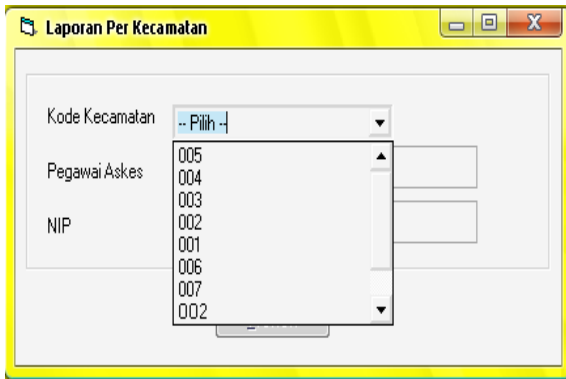 Laporan Per Kecamatan
Kode Kecamatan
-- Pilih --
005
004
003
002
001
006
007
002
Pegawai Askes
NIP